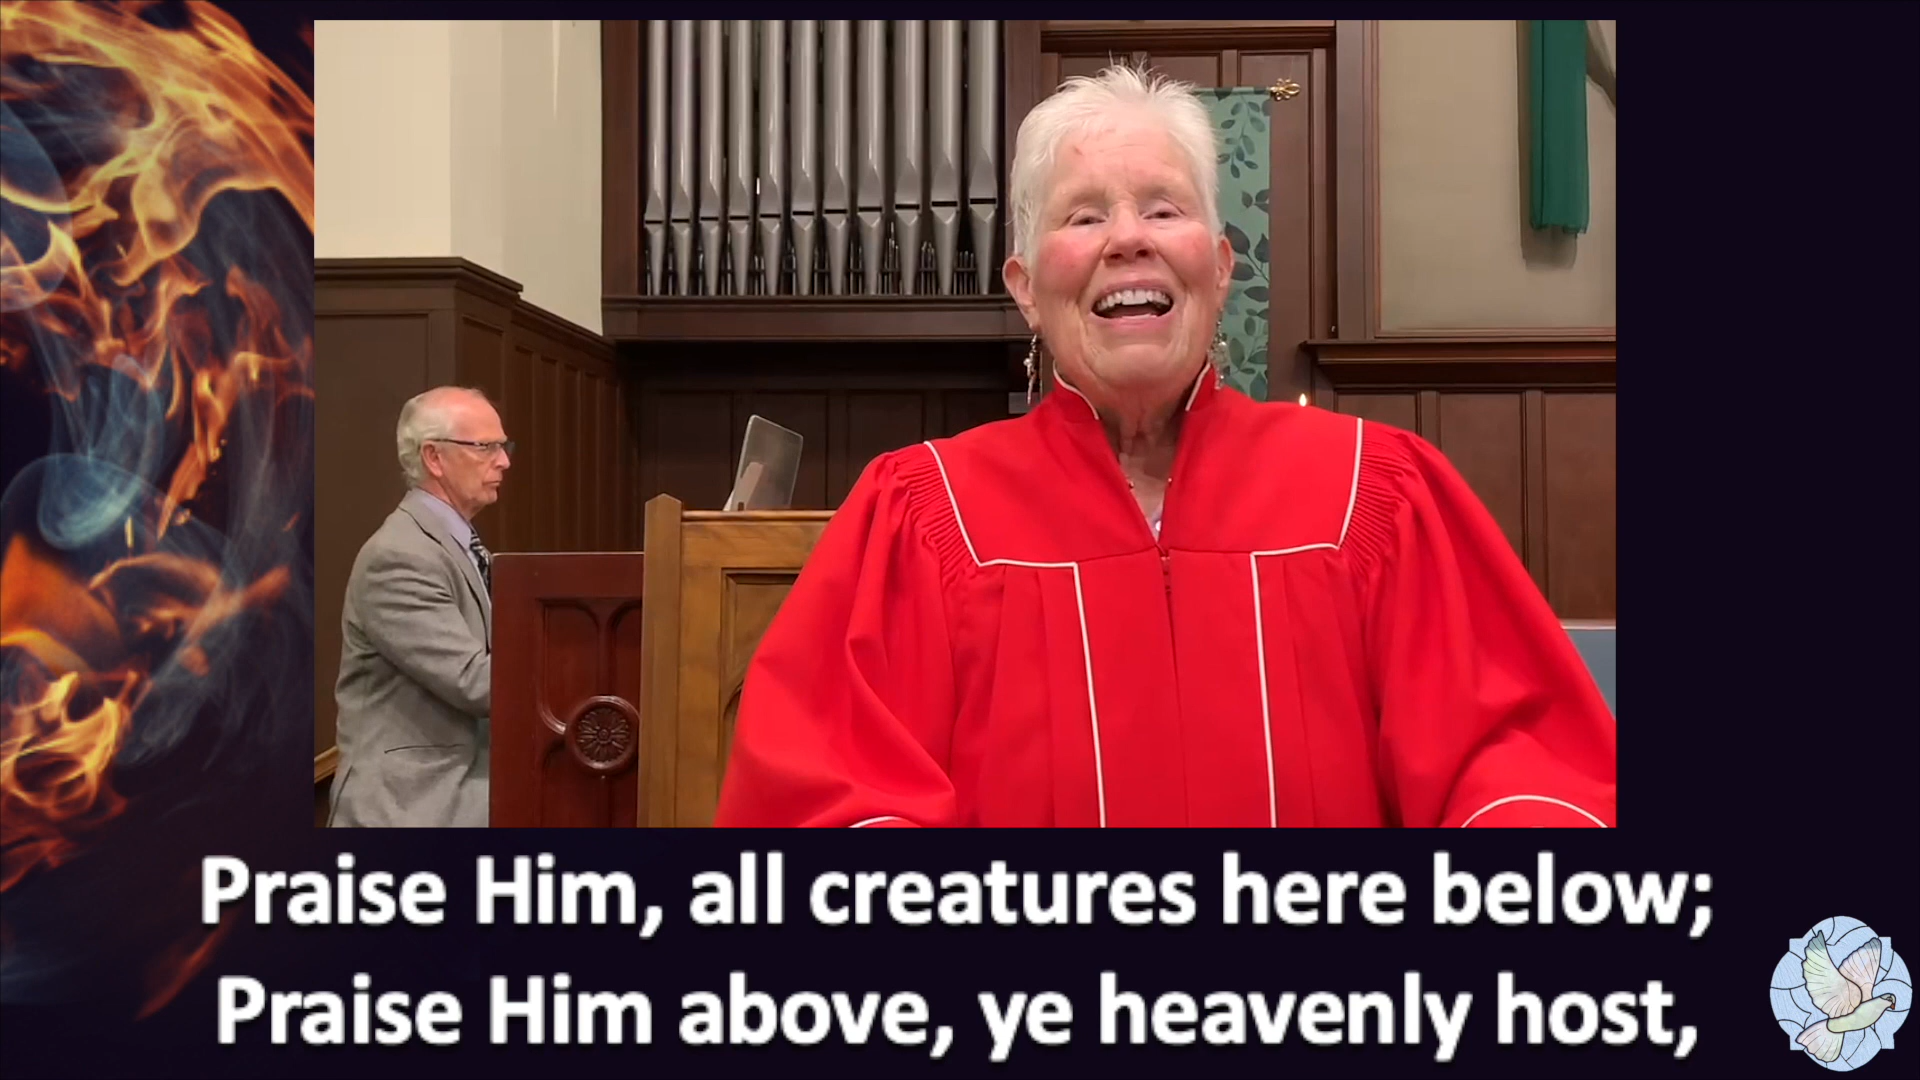 Praise Him, all creatures here below;
Praise Him above, ye heavenly host,